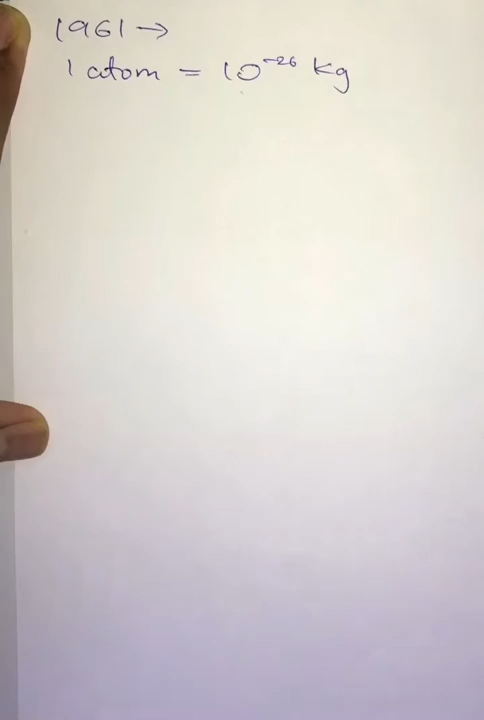 1961 →
1 atom = 10⁻²⁶ kg